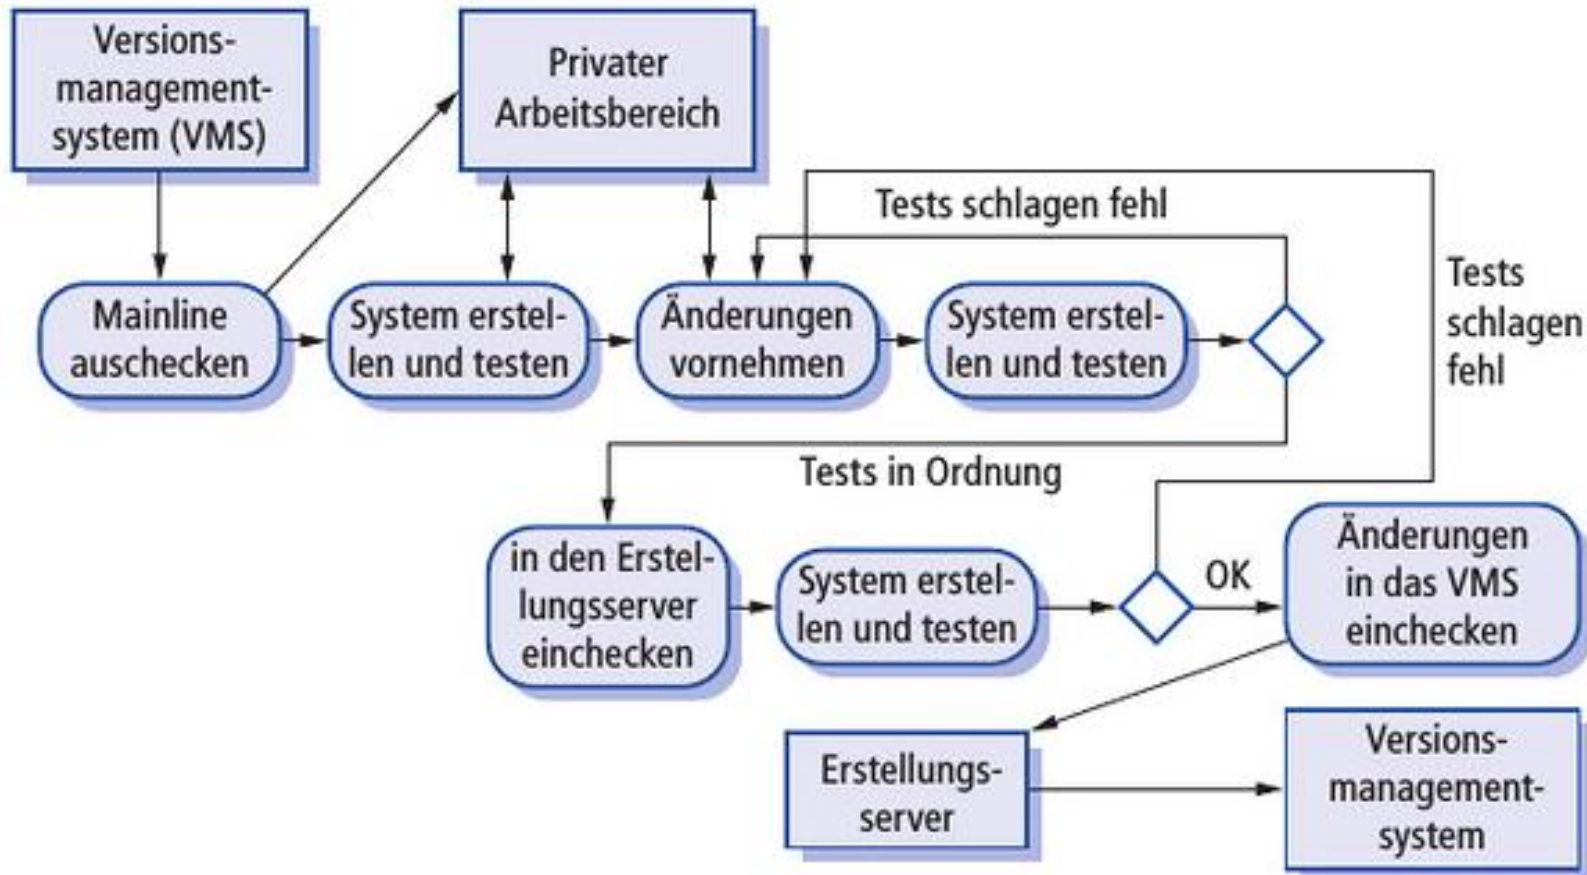 Versions-
management-
system (VMS)
Privater
Arbeitsbereich
Tests schlagen fehl
Tests
schlagen
fehl
Mainline
auschecken
System erstel-
len und testen
Änderungen
vornehmen
System erstel-
len und testen
Tests in Ordnung
in den Erstel-
lungsserver
einchecken
System erstel-
len und testen
OK
Änderungen
in das VMS
einchecken
Erstellungs-
server
Versions-
management-
system